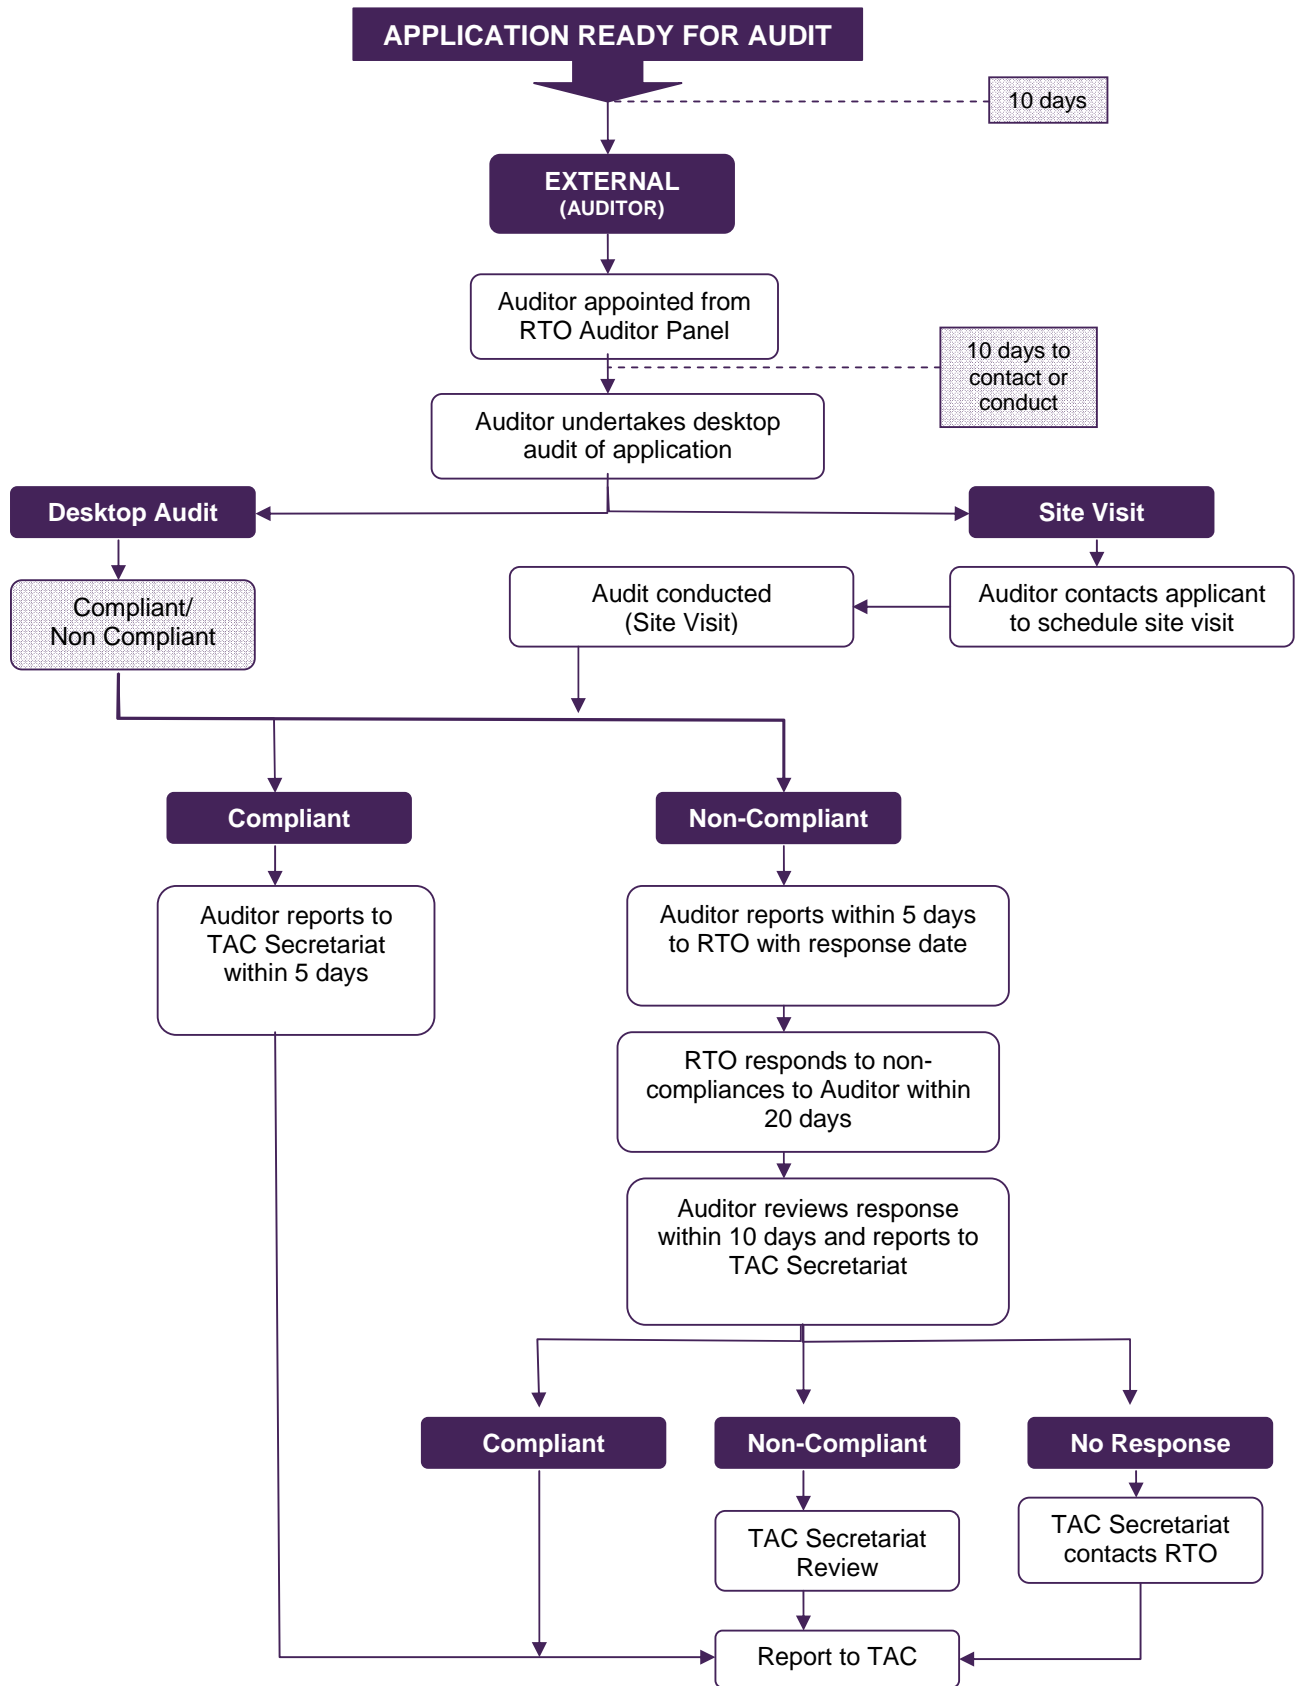 APPLICATION READY FOR AUDIT
10 days
EXTERNAL
(AUDITOR)
Auditor appointed from
RTO Auditor Panel
10 days to
contact or
conduct
Auditor undertakes desktop
audit of application
Desktop Audit
Site Visit
Compliant/
Non Compliant
Audit conducted
(Site Visit)
Auditor contacts applicant
to schedule site visit
Compliant
Non-Compliant
Auditor reports to
TAC Secretariat
within 5 days
Auditor reports within 5 days
to RTO with response date
RTO responds to non-
compliances to Auditor within
20 days
Auditor reviews response
within 10 days and reports to
TAC Secretariat
Compliant
Non-Compliant
No Response
TAC Secretariat
Review
TAC Secretariat
contacts RTO
Report to TAC